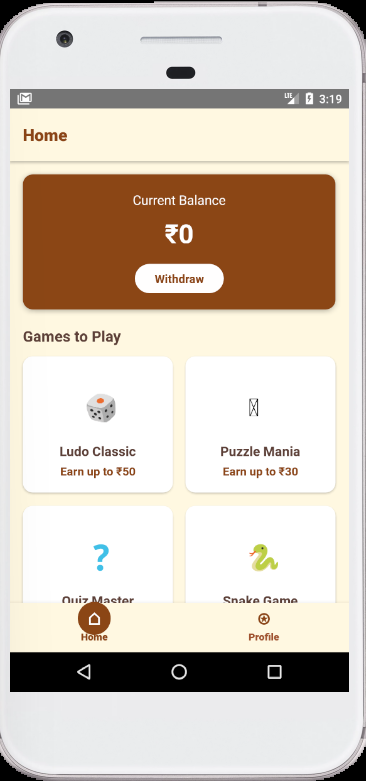 LTE 3:19
Home
Current Balance
₹0
Withdraw
Games to Play
Ludo Classic
Earn up to ₹50
Puzzle Mania
Earn up to ₹30
Quiz Master
Snake Game
Home
Profile